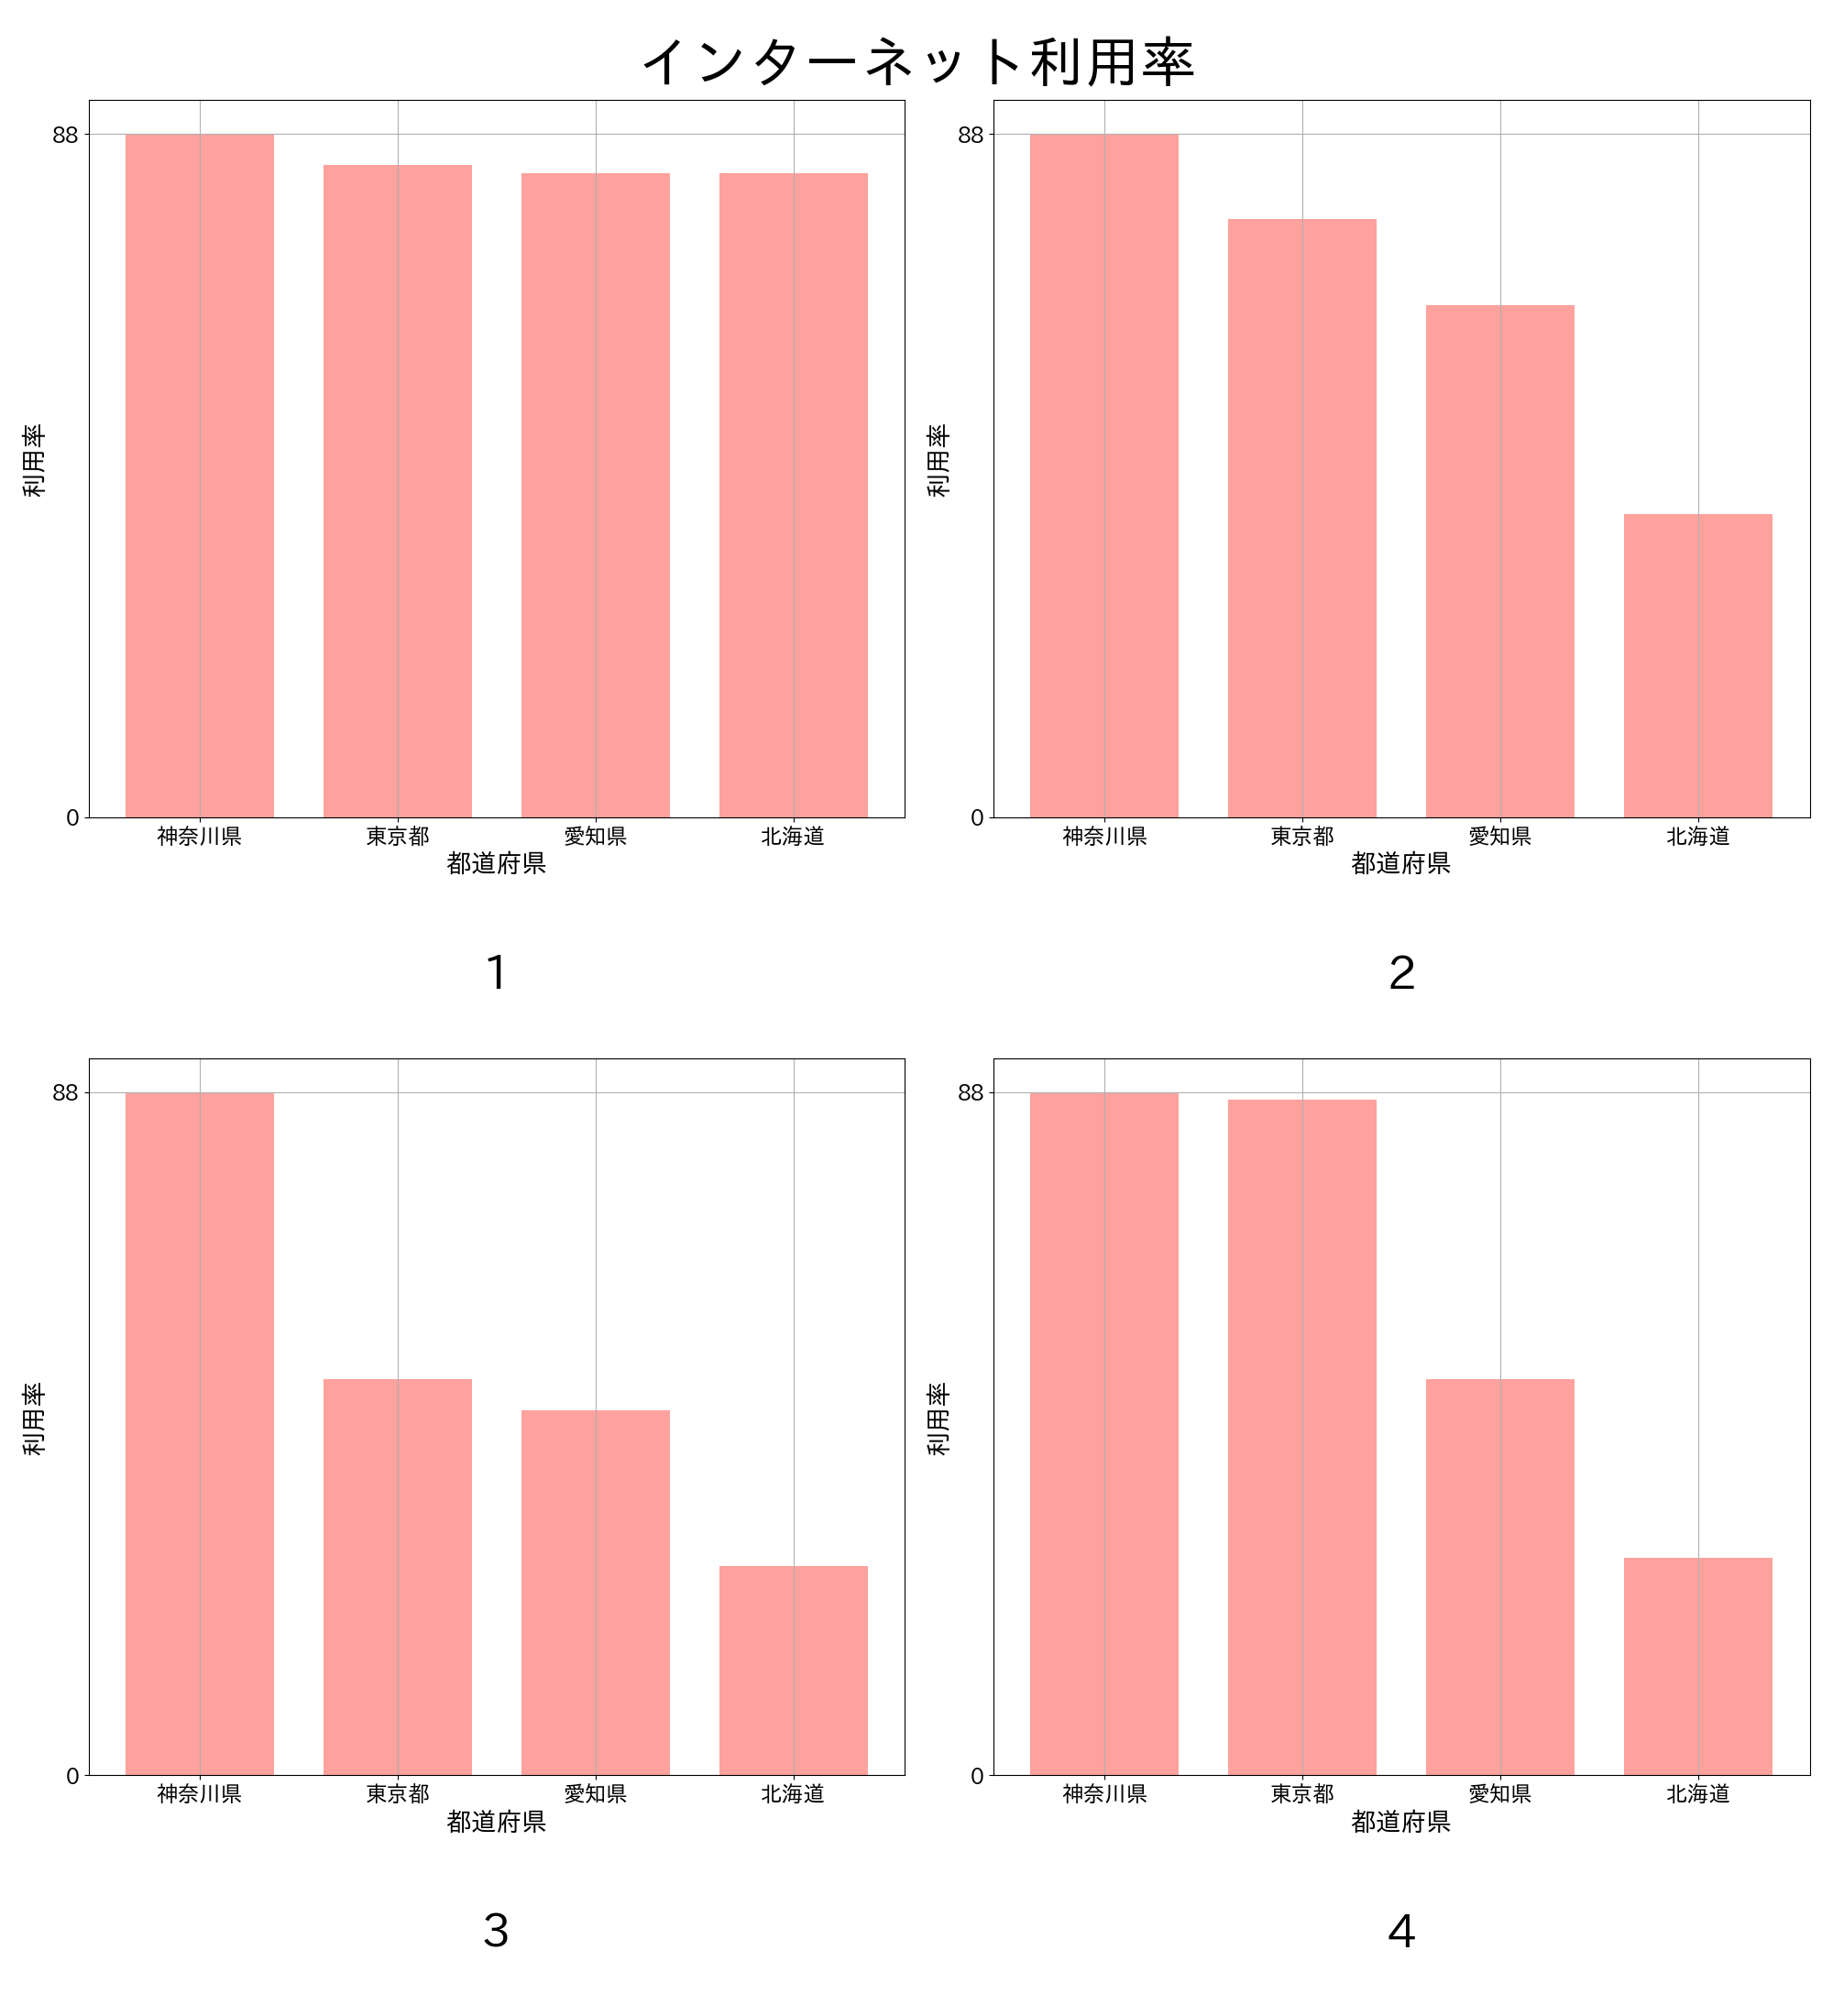 インターネット利用率
88
0
利用率
神奈川県 東京都 愛知県 北海道
都道府県
1
88
0
利用率
神奈川県 東京都 愛知県 北海道
都道府県
2
88
0
利用率
神奈川県 東京都 愛知県 北海道
都道府県
3
88
0
利用率
神奈川県 東京都 愛知県 北海道
都道府県
4